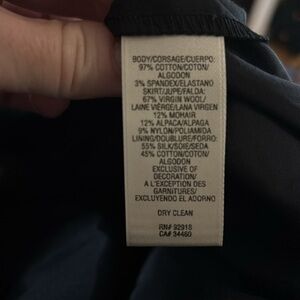 BODY/CORSAGE/CUERPO:
97% COTTON/COTON/
ALGODON
3% SPANDEX/ELASTANO
SKIRT/JUPE/FALDA:
67% VIRGIN WOOL/
LAINE VIERGE/LANA VIRGEN
12% MOHAIR
12% ALPACA/ALPAGA
9% NYLON/POLIAMIDA
LINING/DOUBLURE/FORRO:
55% SILK/SOIE/SEDA
45% COTTON/COTON/
ALGODON
EXCLUSIVE OF
DECORATION/
A L'EXCEPTION DES
GARNITURES/
EXCLUYENDO EL ADORNO
DRY CLEAN
RN# 92918
CA# 34460